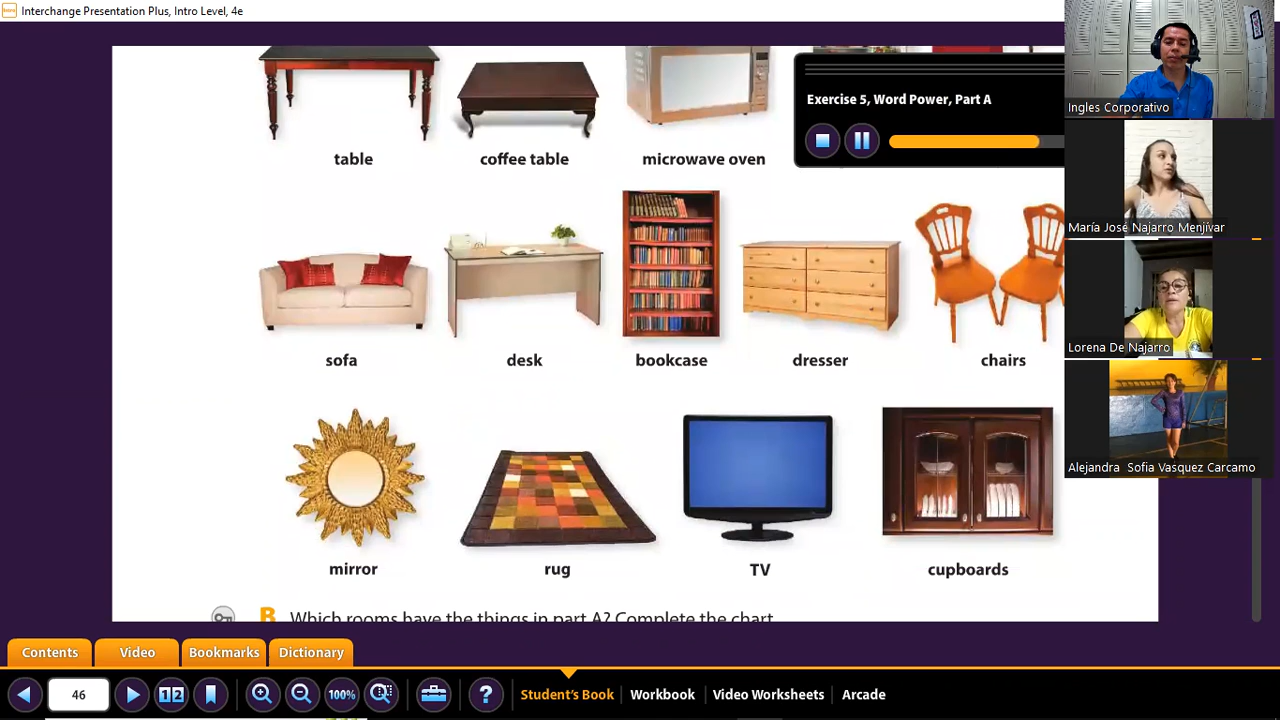 Interchange Presentation Plus, Intro Level, 4e
Exercise 5, Word Power, Part A
table
coffee table
microwave oven
sofa
desk
bookcase
dresser
chairs
mirror
rug
TV
cupboards
B Which rooms have the things in part A? Complete the chart
Ingles Corporativo
María José Najarro Menjívar
Lorena De Najarro
Alejandra Sofia Vasquez Carcamo
Contents
Video
Bookmarks
Dictionary
46
12
100%
?
Student's Book
Workbook
Video Worksheets
Arcade